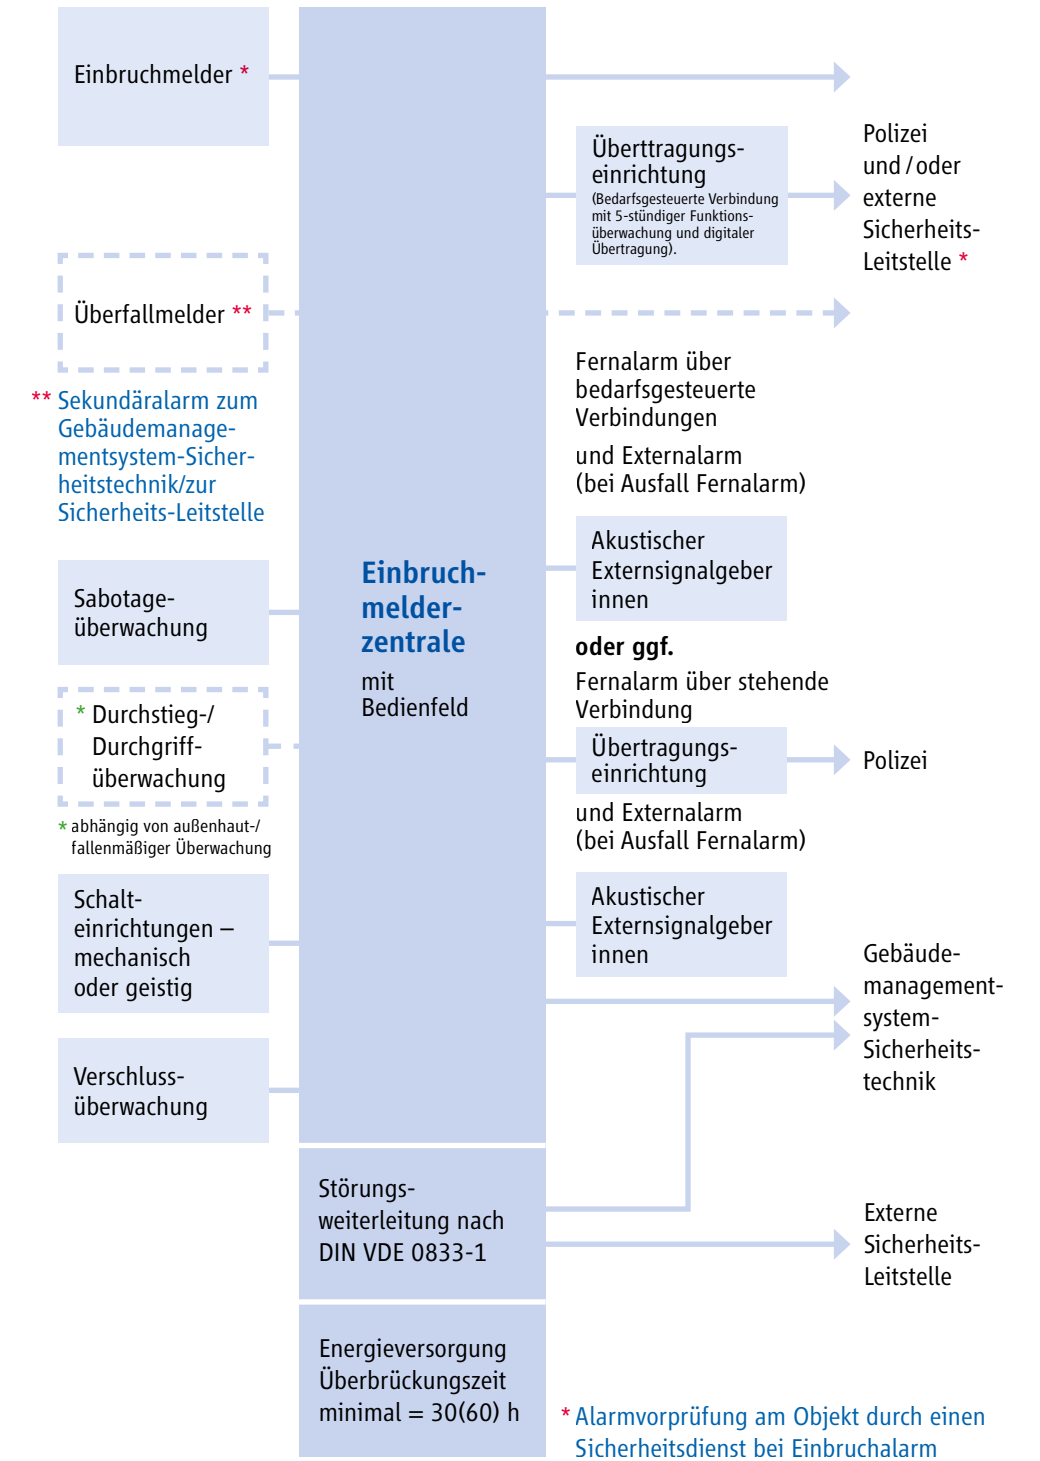 Einbruchmelder *
Überfallmelder **
** Sekundäralarm zum
Gebäudemanage-
mentsystem-Sicher-
heitstechnik/zur
Sicherheits-Leitstelle
Sabotage-
überwachung
* Durchstieg-/
Durchgriff-
überwachung
* abhängig von außenhaut-/
fallenmäßiger Überwachung
Schalt-
einrichtungen –
mechanisch
oder geistig
Verschluss-
überwachung
Einbruch-
melder-
zentrale
mit
Bedienfeld
Störungs-
weiterleitung nach
DIN VDE 0833-1
Energieversorgung
Überbrückungszeit
minimal = 30(60) h
Überttragungs-
einrichtung
(Bedarfsgesteuerte Verbindung
mit 5-stündiger Funktions-
überwachung und digitaler
Übertragung).
Fernalarm über
bedarfsgesteuerte
Verbindungen
und Externalarm
(bei Ausfall Fernalarm)
Akustischer
Externsignalgeber
innen
oder ggf.
Fernalarm über stehende
Verbindung
Übertragungs-
einrichtung
und Externalarm
(bei Ausfall Fernalarm)
Akustischer
Externsignalgeber
innen
Polizei
und/oder
externe
Sicherheits-
Leitstelle *
Polizei
Gebäude-
management-
system-
Sicherheits-
technik
Externe
Sicherheits-
Leitstelle
* Alarmvorprüfung am Objekt durch einen
Sicherheitsdienst bei Einbruchalarm